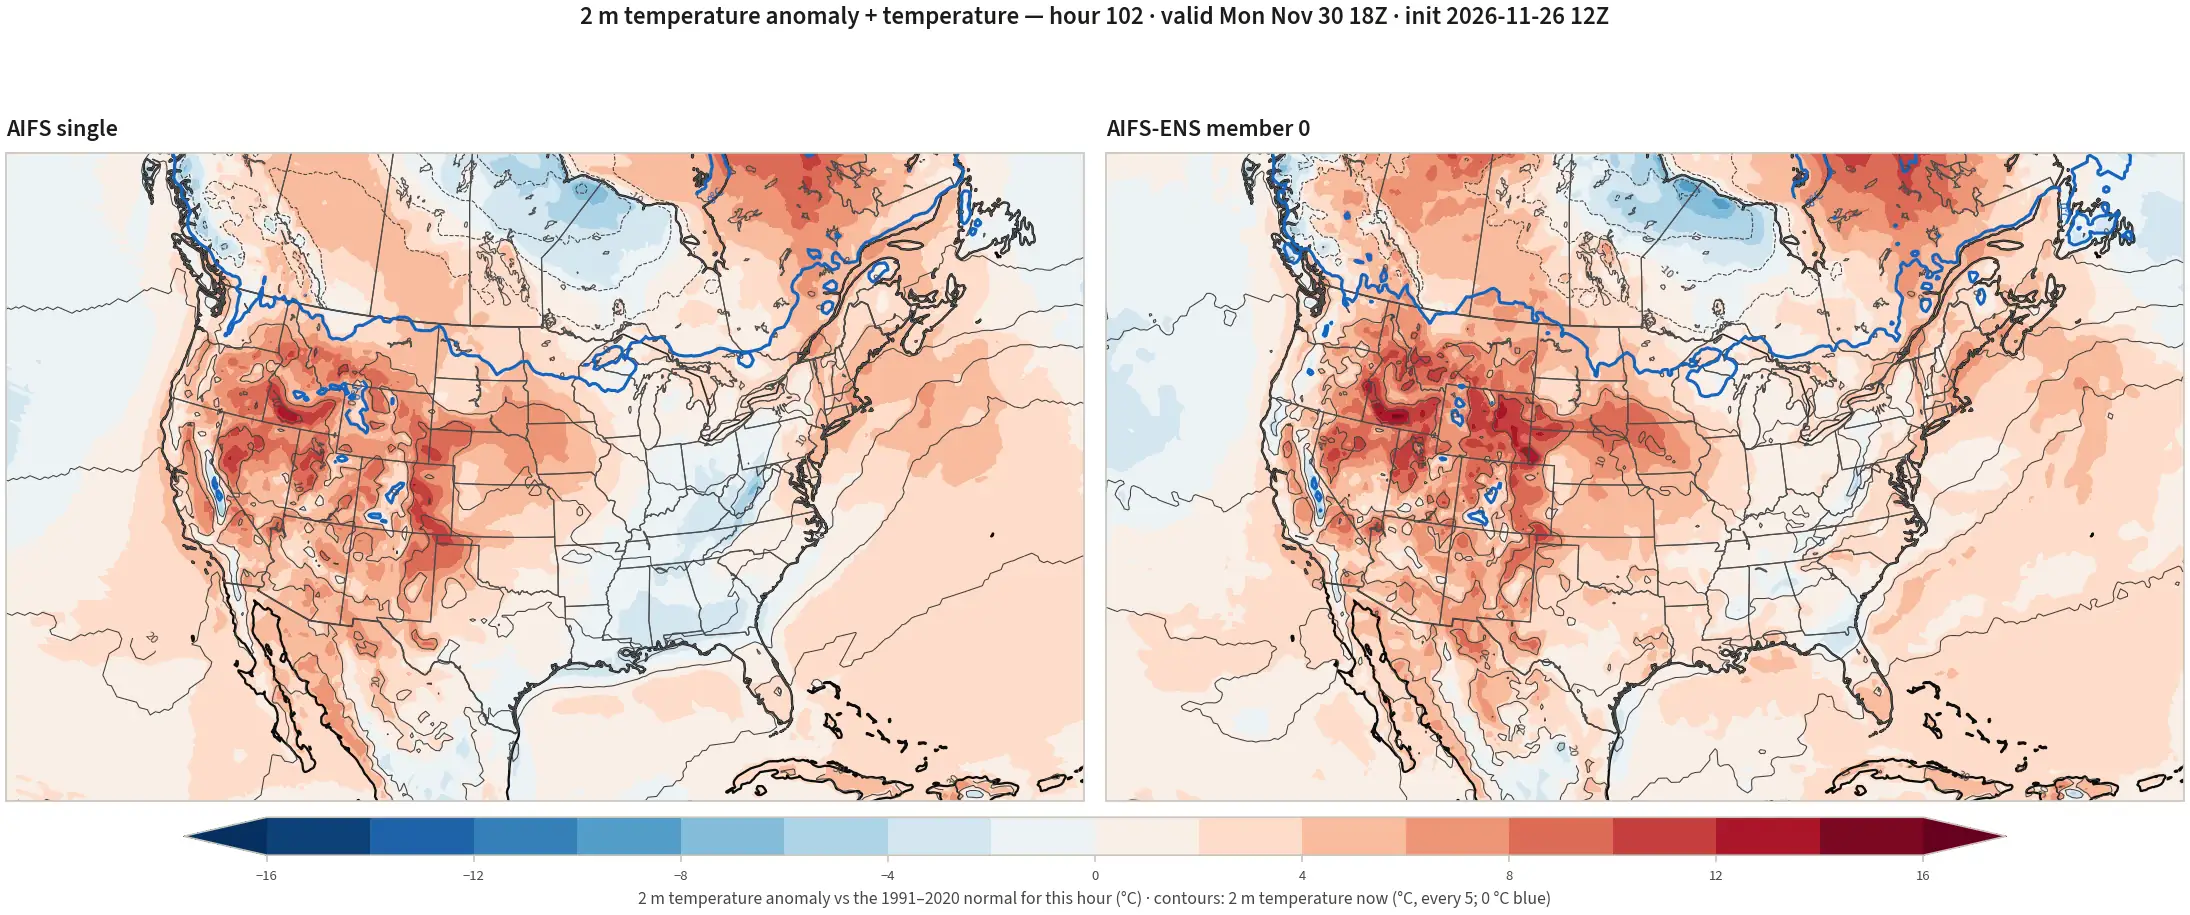 2 m temperature anomaly + temperature — hour 102 · valid Mon Nov 30 18Z · init 2026-11-26 12Z
AIFS single
AIFS-ENS member 0
−16
−12
−8
−4
0
4
8
12
16
2 m temperature anomaly vs the 1991–2020 normal for this hour (°C) · contours: 2 m temperature now (°C, every 5; 0 °C blue)